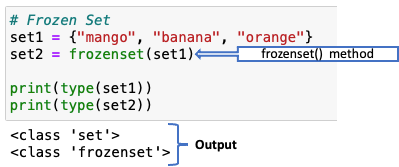 # Frozen Set
set1 = {"mango", "banana", "orange"}
set2 = frozenset(set1)
frozenset() method
print(type(set1))
print(type(set2))
<class 'set'>
<class 'frozenset'>
Output